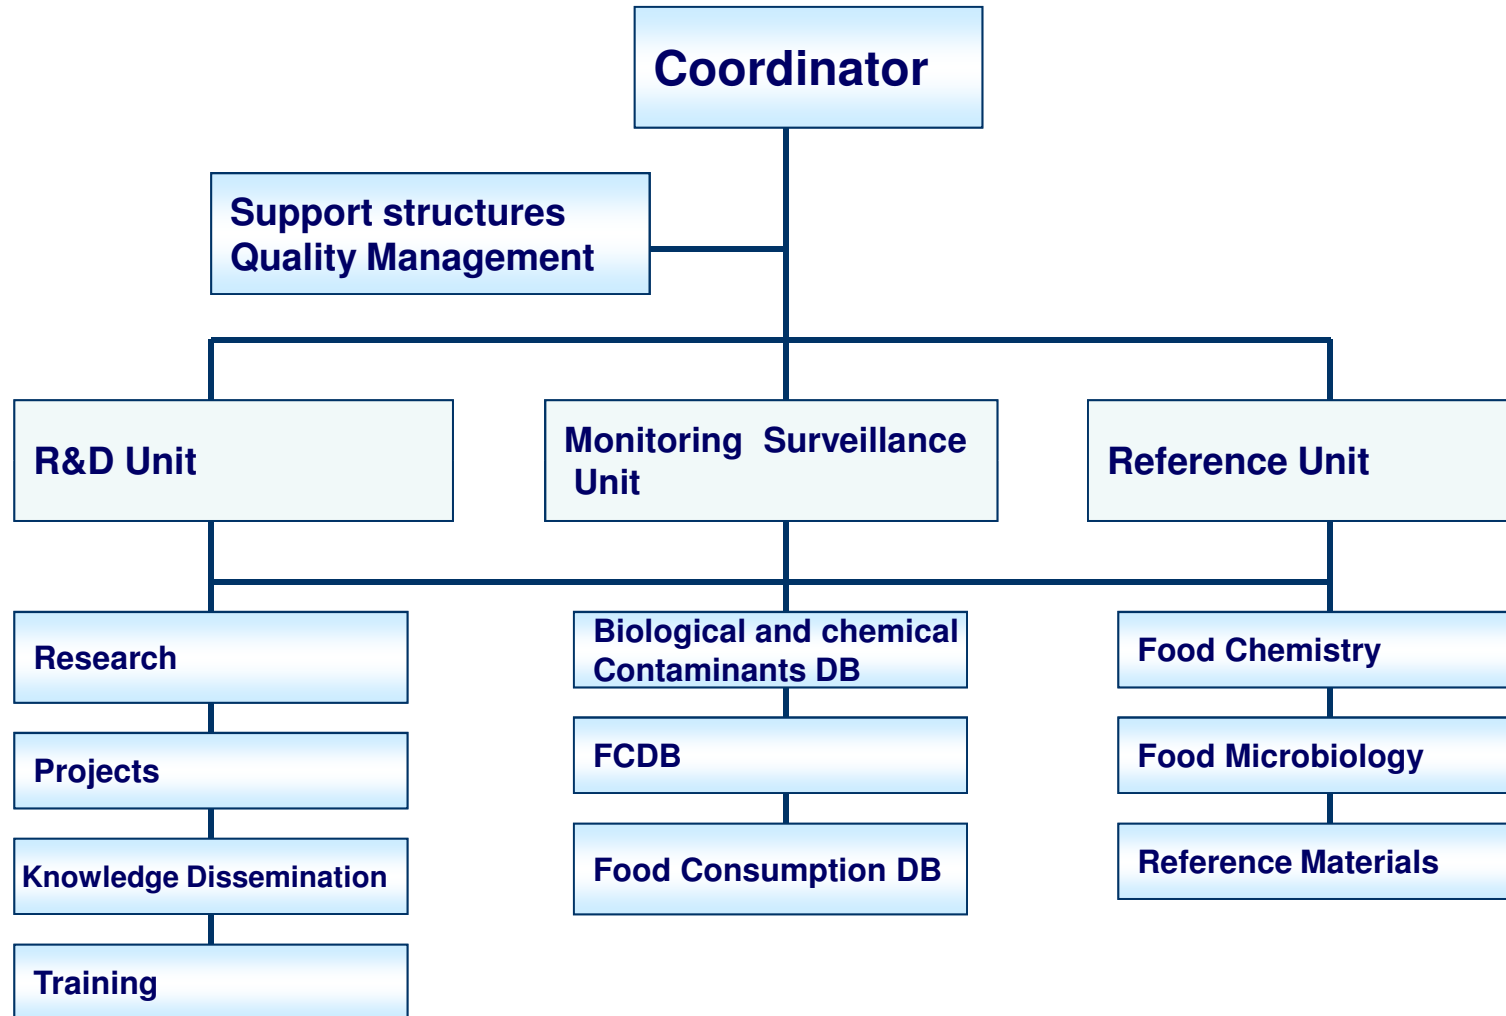 Coordinator
Support structures
Quality Management
R&D Unit
Monitoring  Surveillance
Unit
Reference Unit
Research
Projects
Knowledge Dissemination
Training
Biological and chemical
Contaminants DB
FCDB
Food Consumption DB
Food Chemistry
Food Microbiology
Reference Materials